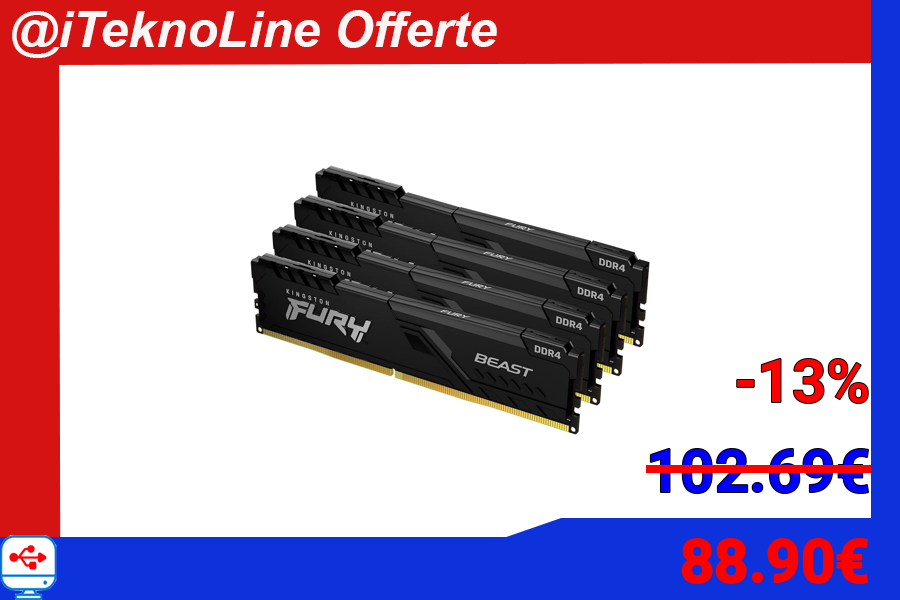 @iTeknoLine Offerte
KINGSTON
FURY
DDR4
KINGSTON
FURY
DDR4
KINGSTON
FURY
DDR4
KINGSTON
FURY
FURY
BEAST
DDR4
-13%
102.69€
88.90€